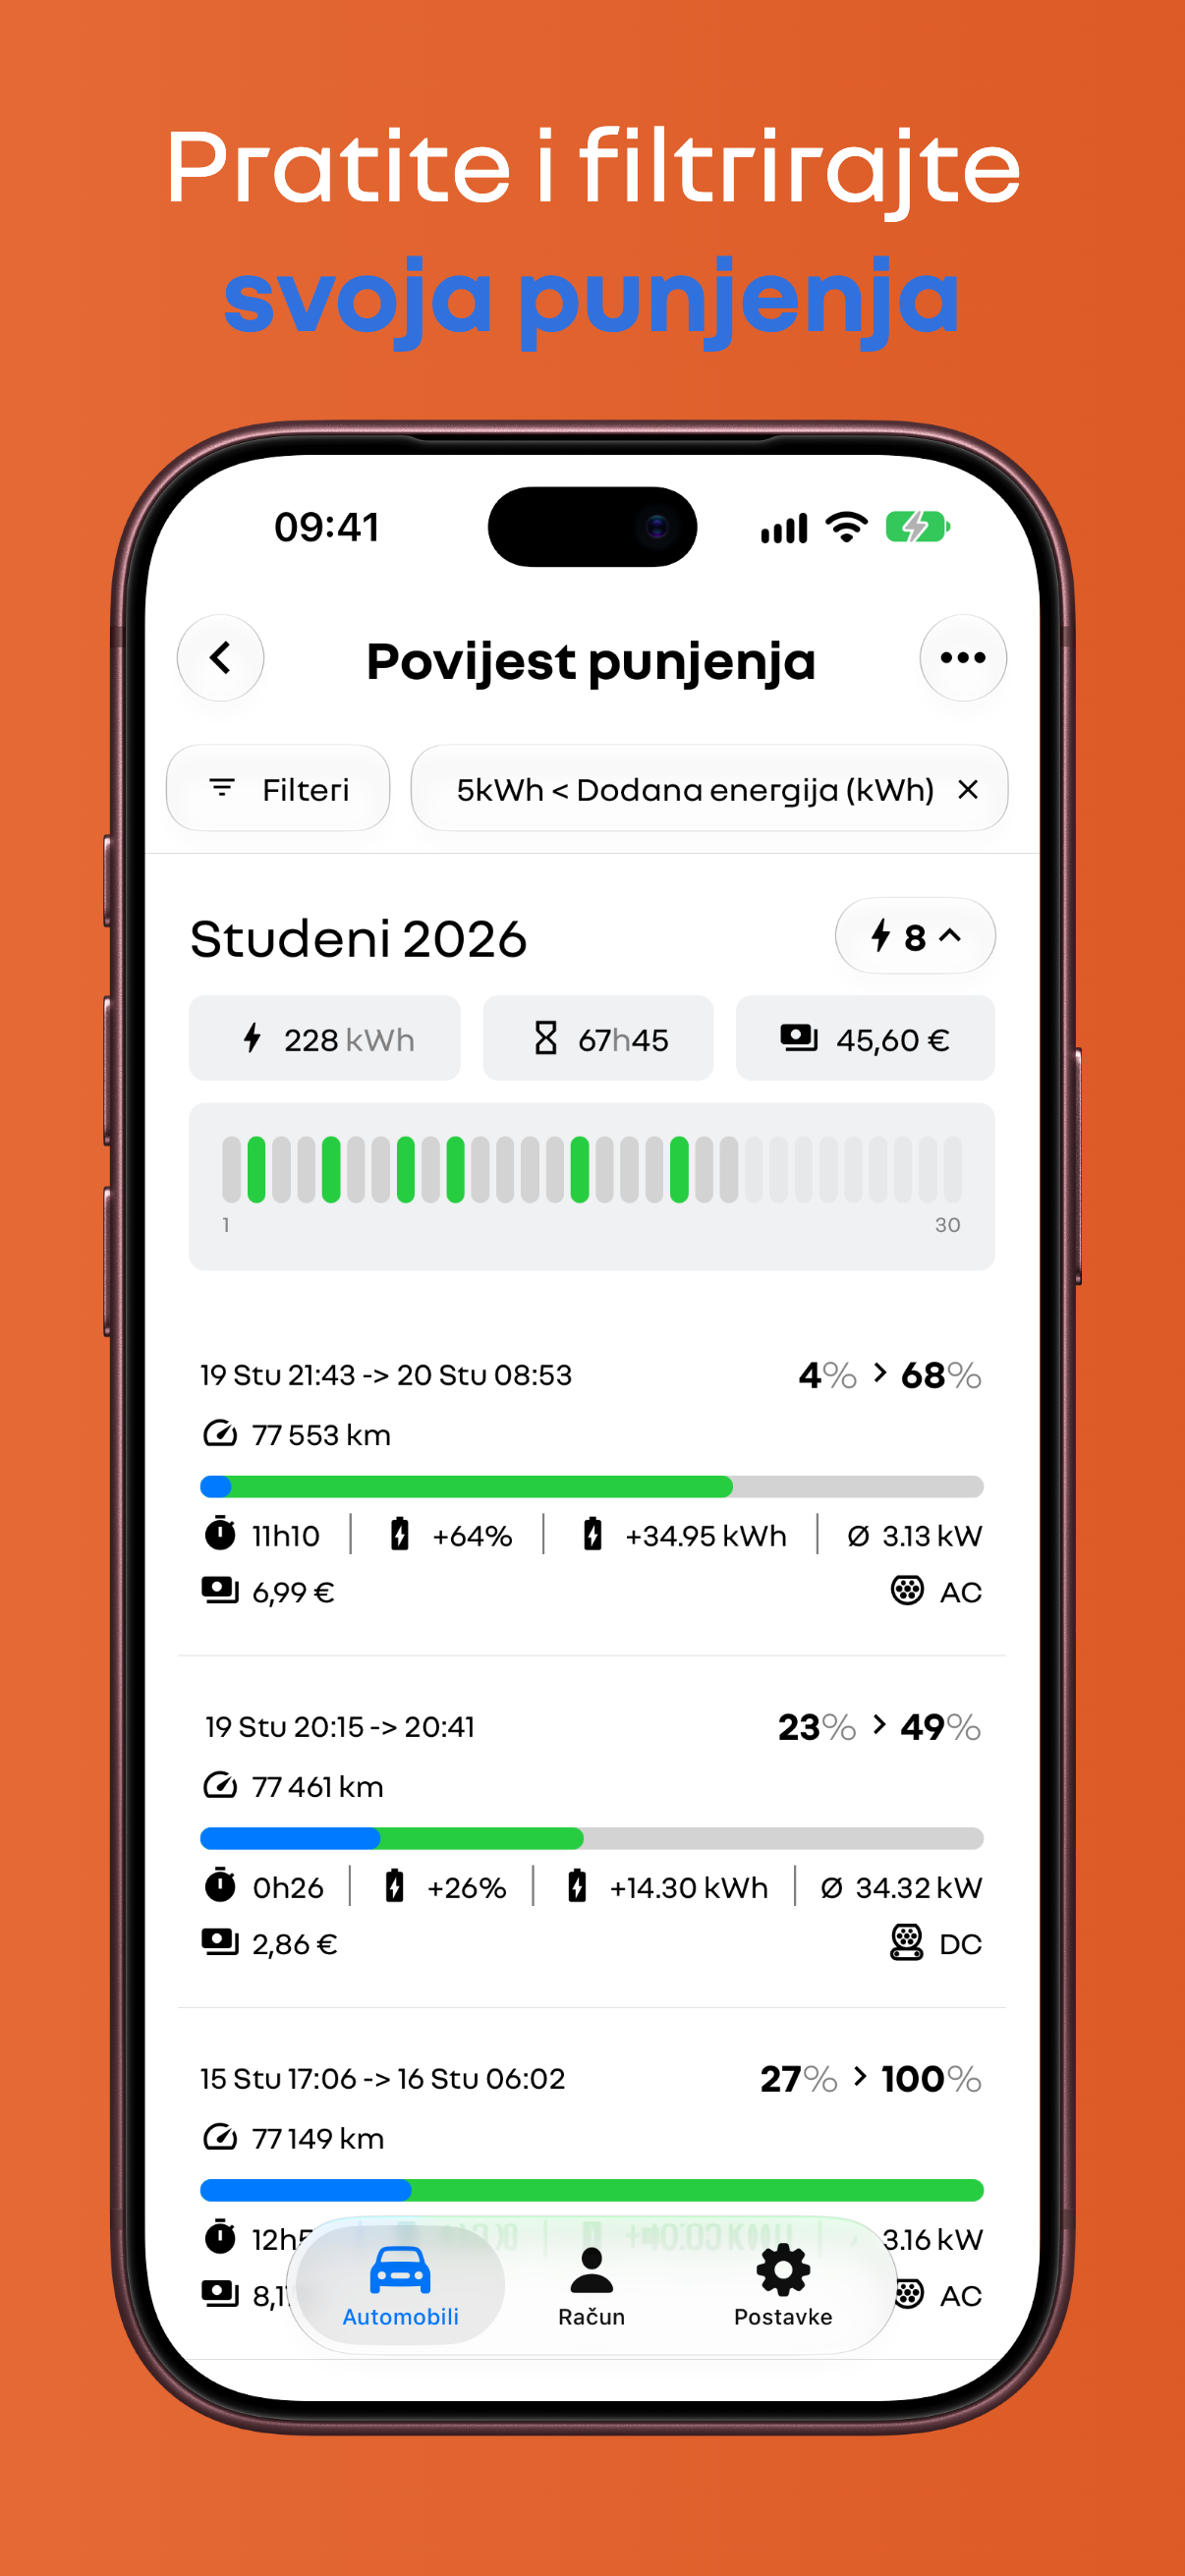 Pratite i filtrirajte
svoja punjenja
09:41
Povijest punjenja
Filteri
5kWh < Dodana energija (kWh)
Studeni 2026
8
228 kWh
67h45
45,60 €
1
30
19 Stu 21:43 -> 20 Stu 08:53
4% > 68%
77 553 km
11h10
+64%
+34.95 kWh
Ø 3.13 kW
6,99 €
AC
19 Stu 20:15 -> 20:41
23% > 49%
77 461 km
0h26
+26%
+14.30 kWh
Ø 34.32 kW
2,86 €
DC
15 Stu 17:06 -> 16 Stu 06:02
27% > 100%
77 149 km
3.16 kW
AC
Automobili
Račun
Postavke